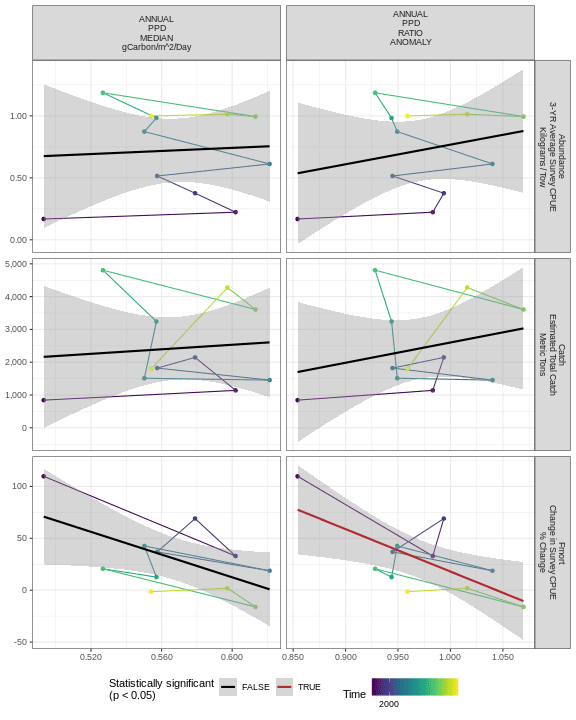 ANNUAL
PPD
MEDIAN
gCarbon/m^2/Day
ANNUAL
PPD
RATIO
ANOMALY
1.00
0.50
0.00
Abundance
3-YR Average Survey CPUE
Kilograms / Tow
5,000
4,000
3,000
2,000
1,000
0
Catch
Estimated Total Catch
Metric Tons
100
50
0
-50
Fmort
Change in Survey CPUE
% Change
0.520
0.560
0.600
0.850
0.900
0.950
1.000
1.050
Statistically significant
(p < 0.05)
FALSE
TRUE
Time
2000